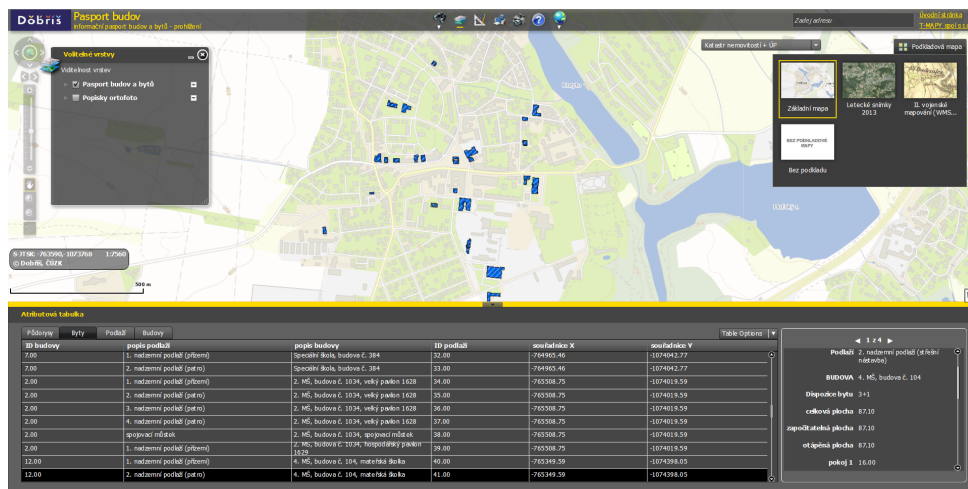 Dobříš
Pasport budov
informační pasport budov a bytů - prohlížení
Zadej adresu
Úvodní stránka
T-MAPY spol s r.o.
Volitelné vrstvy
Viditelnost vrstev
Pasport budov a bytů
Popisky ortofoto
Katastr nemovitostí + ÚP
Podkladová mapa
Základní mapa
Letecké snímky 2013
II. vojenské mapování (WMS...
BEZ PODKLADOVÉ MAPY
Bez podkladu
S-JTSK -763590,-1073768 1:7560
© Dobříš, ČÚZK
500 m
Atributová tabulka
Půdorysy Byty Podlaží Budovy
Table Options
ID budovy popis podlaží popis budovy ID podlaží souřadnice X souřadnice Y
7.00 1. nadzemní podlaží (přízemí) Speciální škola, budova č. 384 32.00 -764965.46 -1074042.77
7.00 2. nadzemní podlaží (patro) Speciální škola, budova č. 384 33.00 -764965.46 -1074042.77
2.00 1. nadzemní podlaží (přízemí) 2. MŠ, budova č. 1034, velký pavilon 1628 34.00 -765508.75 -1074019.59
2.00 2. nadzemní podlaží (patro) 2. MŠ, budova č. 1034, velký pavilon 1628 35.00 -765508.75 -1074019.59
2.00 3. nadzemní podlaží (patro) 2. MŠ, budova č. 1034, velký pavilon 1628 36.00 -765508.75 -1074019.59
2.00 4. nadzemní podlaží (patro) 2. MŠ, budova č. 1034, velký pavilon 1628 37.00 -765508.75 -1074019.59
2.00 spojovací můstek 2. MŠ, budova č. 1034, spojovací můstek 38.00 -765508.75 -1074019.59
2.00 1. nadzemní podlaží (přízemí) 2. MŠ, budova č. 1034, hospodářský pavilon 1629 39.00 -765508.75 -1074019.59
12.00 1. nadzemní podlaží (přízemí) 4. MŠ, budova č. 104, mateřská školka 40.00 -765349.59 -1074398.05
12.00 2. nadzemní podlaží (patro) 4. MŠ, budova č. 104, mateřská školka 41.00 -765349.59 -1074398.05
1 z 4
Podlaží 2. nadzemní podlaží (střešní nástavba)
BUDOVA 4. MŠ, budova č. 104
Dispozice bytu 3+1
celková plocha 87.10
započitatelná plocha 87.10
otápěná plocha 87.10
pokoj 1 16.00